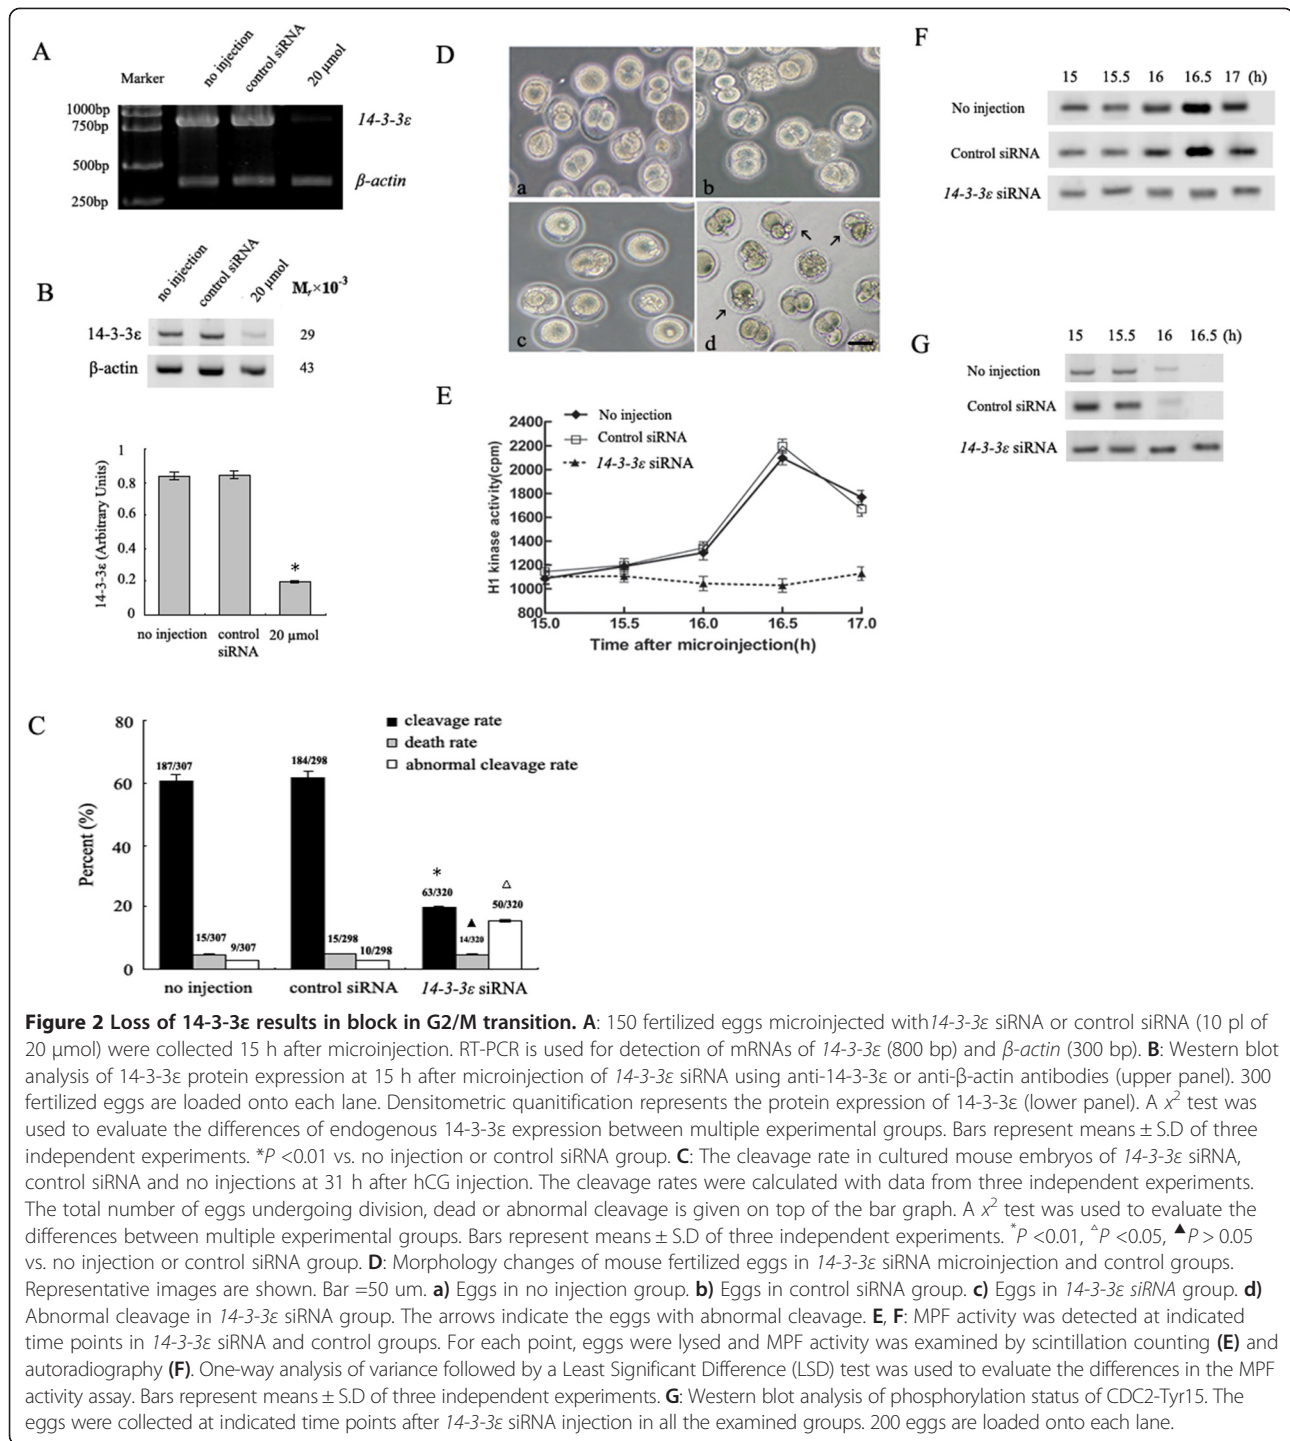 A
Marker
no injection
control siRNA
20 µmol
1000bp
750bp
500bp
250bp
14-3-3ε
β-actin
B
no injection
control siRNA
20 µmol
Mr×10-3
14-3-3ε
29
β-actin
43
14-3-3ε (Arbitrary Units)
1
0.8
0.6
0.4
0.2
0
*
no injection
control
siRNA
20 µmol
D
a
b
c
d
E
H1 kinase activity(cpm)
2400
2200
2000
1800
1600
1400
1200
1000
800
No injection
Control siRNA
14-3-3ε siRNA
15.0 15.5 16.0 16.5 17.0
Time after microinjection(h)
F
15 15.5 16 16.5 17 (h)
No injection
Control siRNA
14-3-3ε siRNA
G
15 15.5 16 16.5 (h)
No injection
Control siRNA
14-3-3ε siRNA
C
Percent (%)
80
60
40
20
0
cleavage rate
death rate
abnormal cleavage rate
187/307
15/307
9/307
184/298
15/298
10/298
*
63/320
▲
14/320
△
50/320
no injection control siRNA 14-3-3ε siRNA
Figure 2 Loss of 14-3-3ε results in block in G2/M transition. A: 150 fertilized eggs microinjected with14-3-3ε siRNA or control siRNA (10 pl of
20 µmol) were collected 15 h after microinjection. RT-PCR is used for detection of mRNAs of 14-3-3ε (800 bp) and β-actin (300 bp). B: Western blot
analysis of 14-3-3ε protein expression at 15 h after microinjection of 14-3-3ε siRNA using anti-14-3-3ε or anti-β-actin antibodies (upper panel). 300
fertilized eggs are loaded onto each lane. Densitometric quanitification represents the protein expression of 14-3-3ε (lower panel). A x² test was
used to evaluate the differences of endogenous 14-3-3ε expression between multiple experimental groups. Bars represent means ± S.D of three
independent experiments. *P <0.01 vs. no injection or control siRNA group. C: The cleavage rate in cultured mouse embryos of 14-3-3ε siRNA,
control siRNA and no injections at 31 h after hCG injection. The cleavage rates were calculated with data from three independent experiments.
The total number of eggs undergoing division, dead or abnormal cleavage is given on top of the bar graph. A x² test was used to evaluate the
differences between multiple experimental groups. Bars represent means ± S.D of three independent experiments. *P <0.01, △P <0.05, ▲P > 0.05
vs. no injection or control siRNA group. D: Morphology changes of mouse fertilized eggs in 14-3-3ε siRNA microinjection and control groups.
Representative images are shown. Bar =50 um. a) Eggs in no injection group. b) Eggs in control siRNA group. c) Eggs in 14-3-3ε siRNA group. d)
Abnormal cleavage in 14-3-3ε siRNA group. The arrows indicate the eggs with abnormal cleavage. E, F: MPF activity was detected at indicated
time points in 14-3-3ε siRNA and control groups. For each point, eggs were lysed and MPF activity was examined by scintillation counting (E) and
autoradiography (F). One-way analysis of variance followed by a Least Significant Difference (LSD) test was used to evaluate the differences in the MPF
activity assay. Bars represent means ± S.D of three independent experiments. G: Western blot analysis of phosphorylation status of CDC2-Tyr15. The
eggs were collected at indicated time points after 14-3-3ε siRNA injection in all the examined groups. 200 eggs are loaded onto each lane.